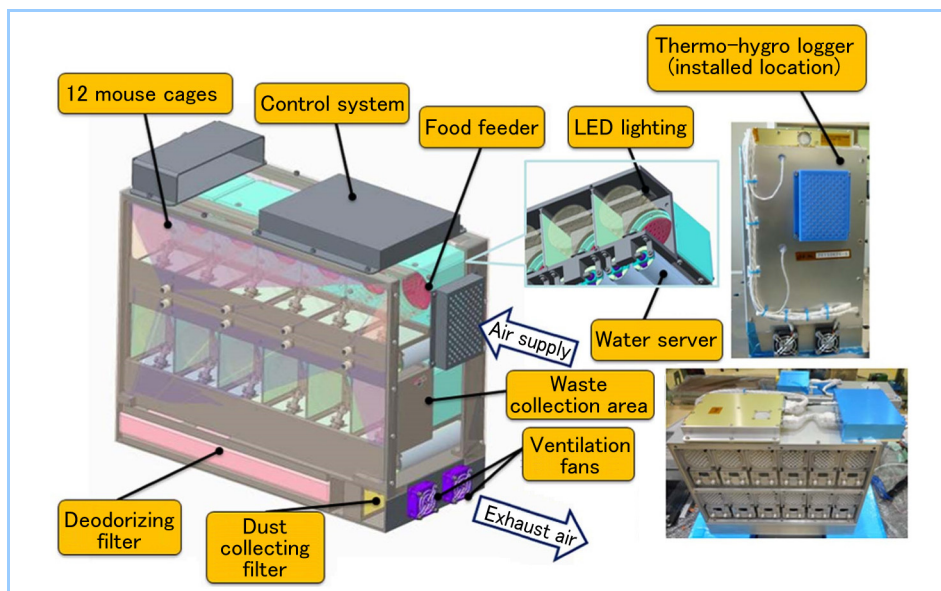 Thermo-hygro logger
(installed location)
12 mouse cages
Control system
Food feeder
LED lighting
Air supply
Water server
Waste
collection area
Ventilation
fans
Deodorizing
filter
Dust
collecting
filter
Exhaust air